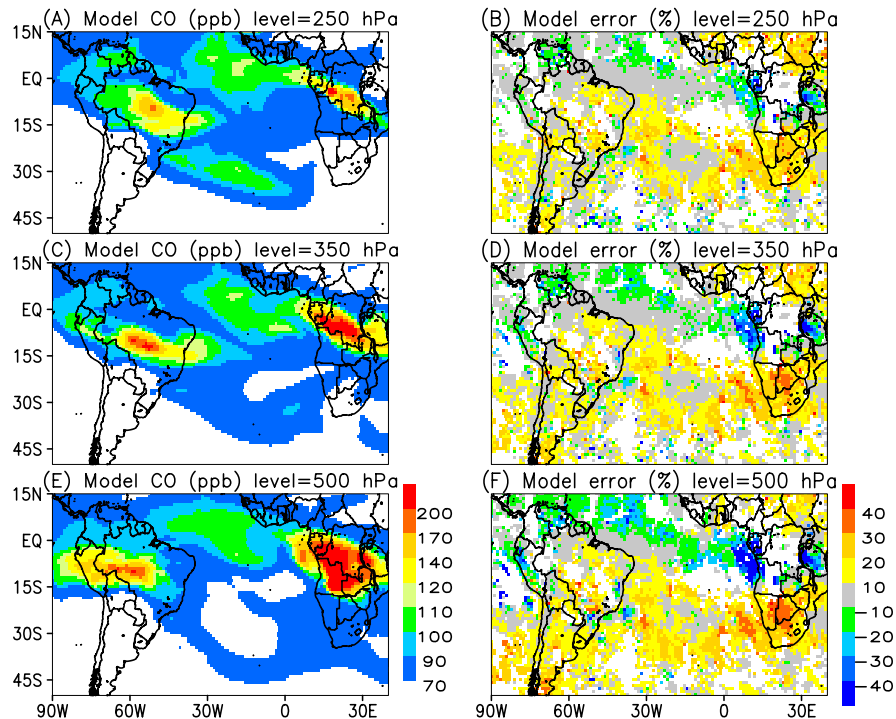 (A) Model CO (ppb) level=250 hPa
(B) Model error (%) level=250 hPa
15N
EQ
15S
30S
45S
(C) Model CO (ppb) level=350 hPa
(D) Model error (%) level=350 hPa
15N
EQ
15S
30S
45S
(E) Model CO (ppb) level=500 hPa
(F) Model error (%) level=500 hPa
15N
EQ
15S
30S
45S
200
170
140
120
110
100
90
70
40
30
20
10
-10
-20
-30
-40
90W
60W
30W
0
30E
90W
60W
30W
0
30E